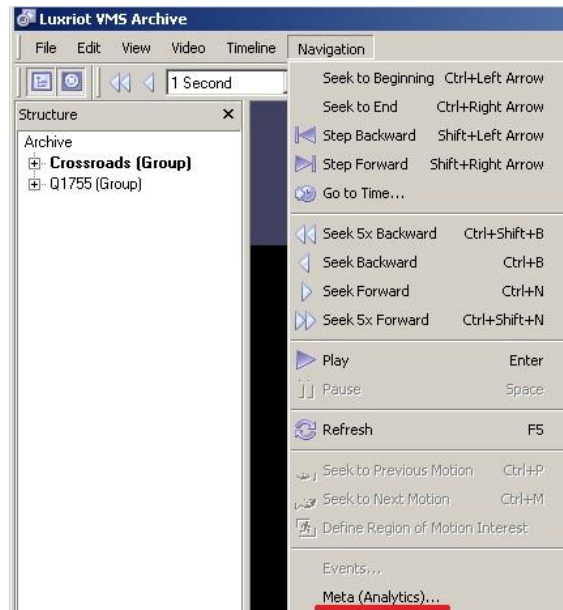 Luxriot VMS Archive
File Edit View Video Timeline Navigation
1 Second
Structure
Archive
Crossroads (Group)
Q1755 (Group)
Seek to Beginning Ctrl+Left Arrow
Seek to End Ctrl+Right Arrow
Step Backward Shift+Left Arrow
Step Forward Shift+Right Arrow
Go to Time...
Seek 5x Backward Ctrl+Shift+B
Seek Backward Ctrl+B
Seek Forward Ctrl+N
Seek 5x Forward Ctrl+Shift+N
Play Enter
Pause Space
Refresh F5
Seek to Previous Motion Ctrl+P
Seek to Next Motion Ctrl+M
Define Region of Motion Interest
Events...
Meta (Analytics)...